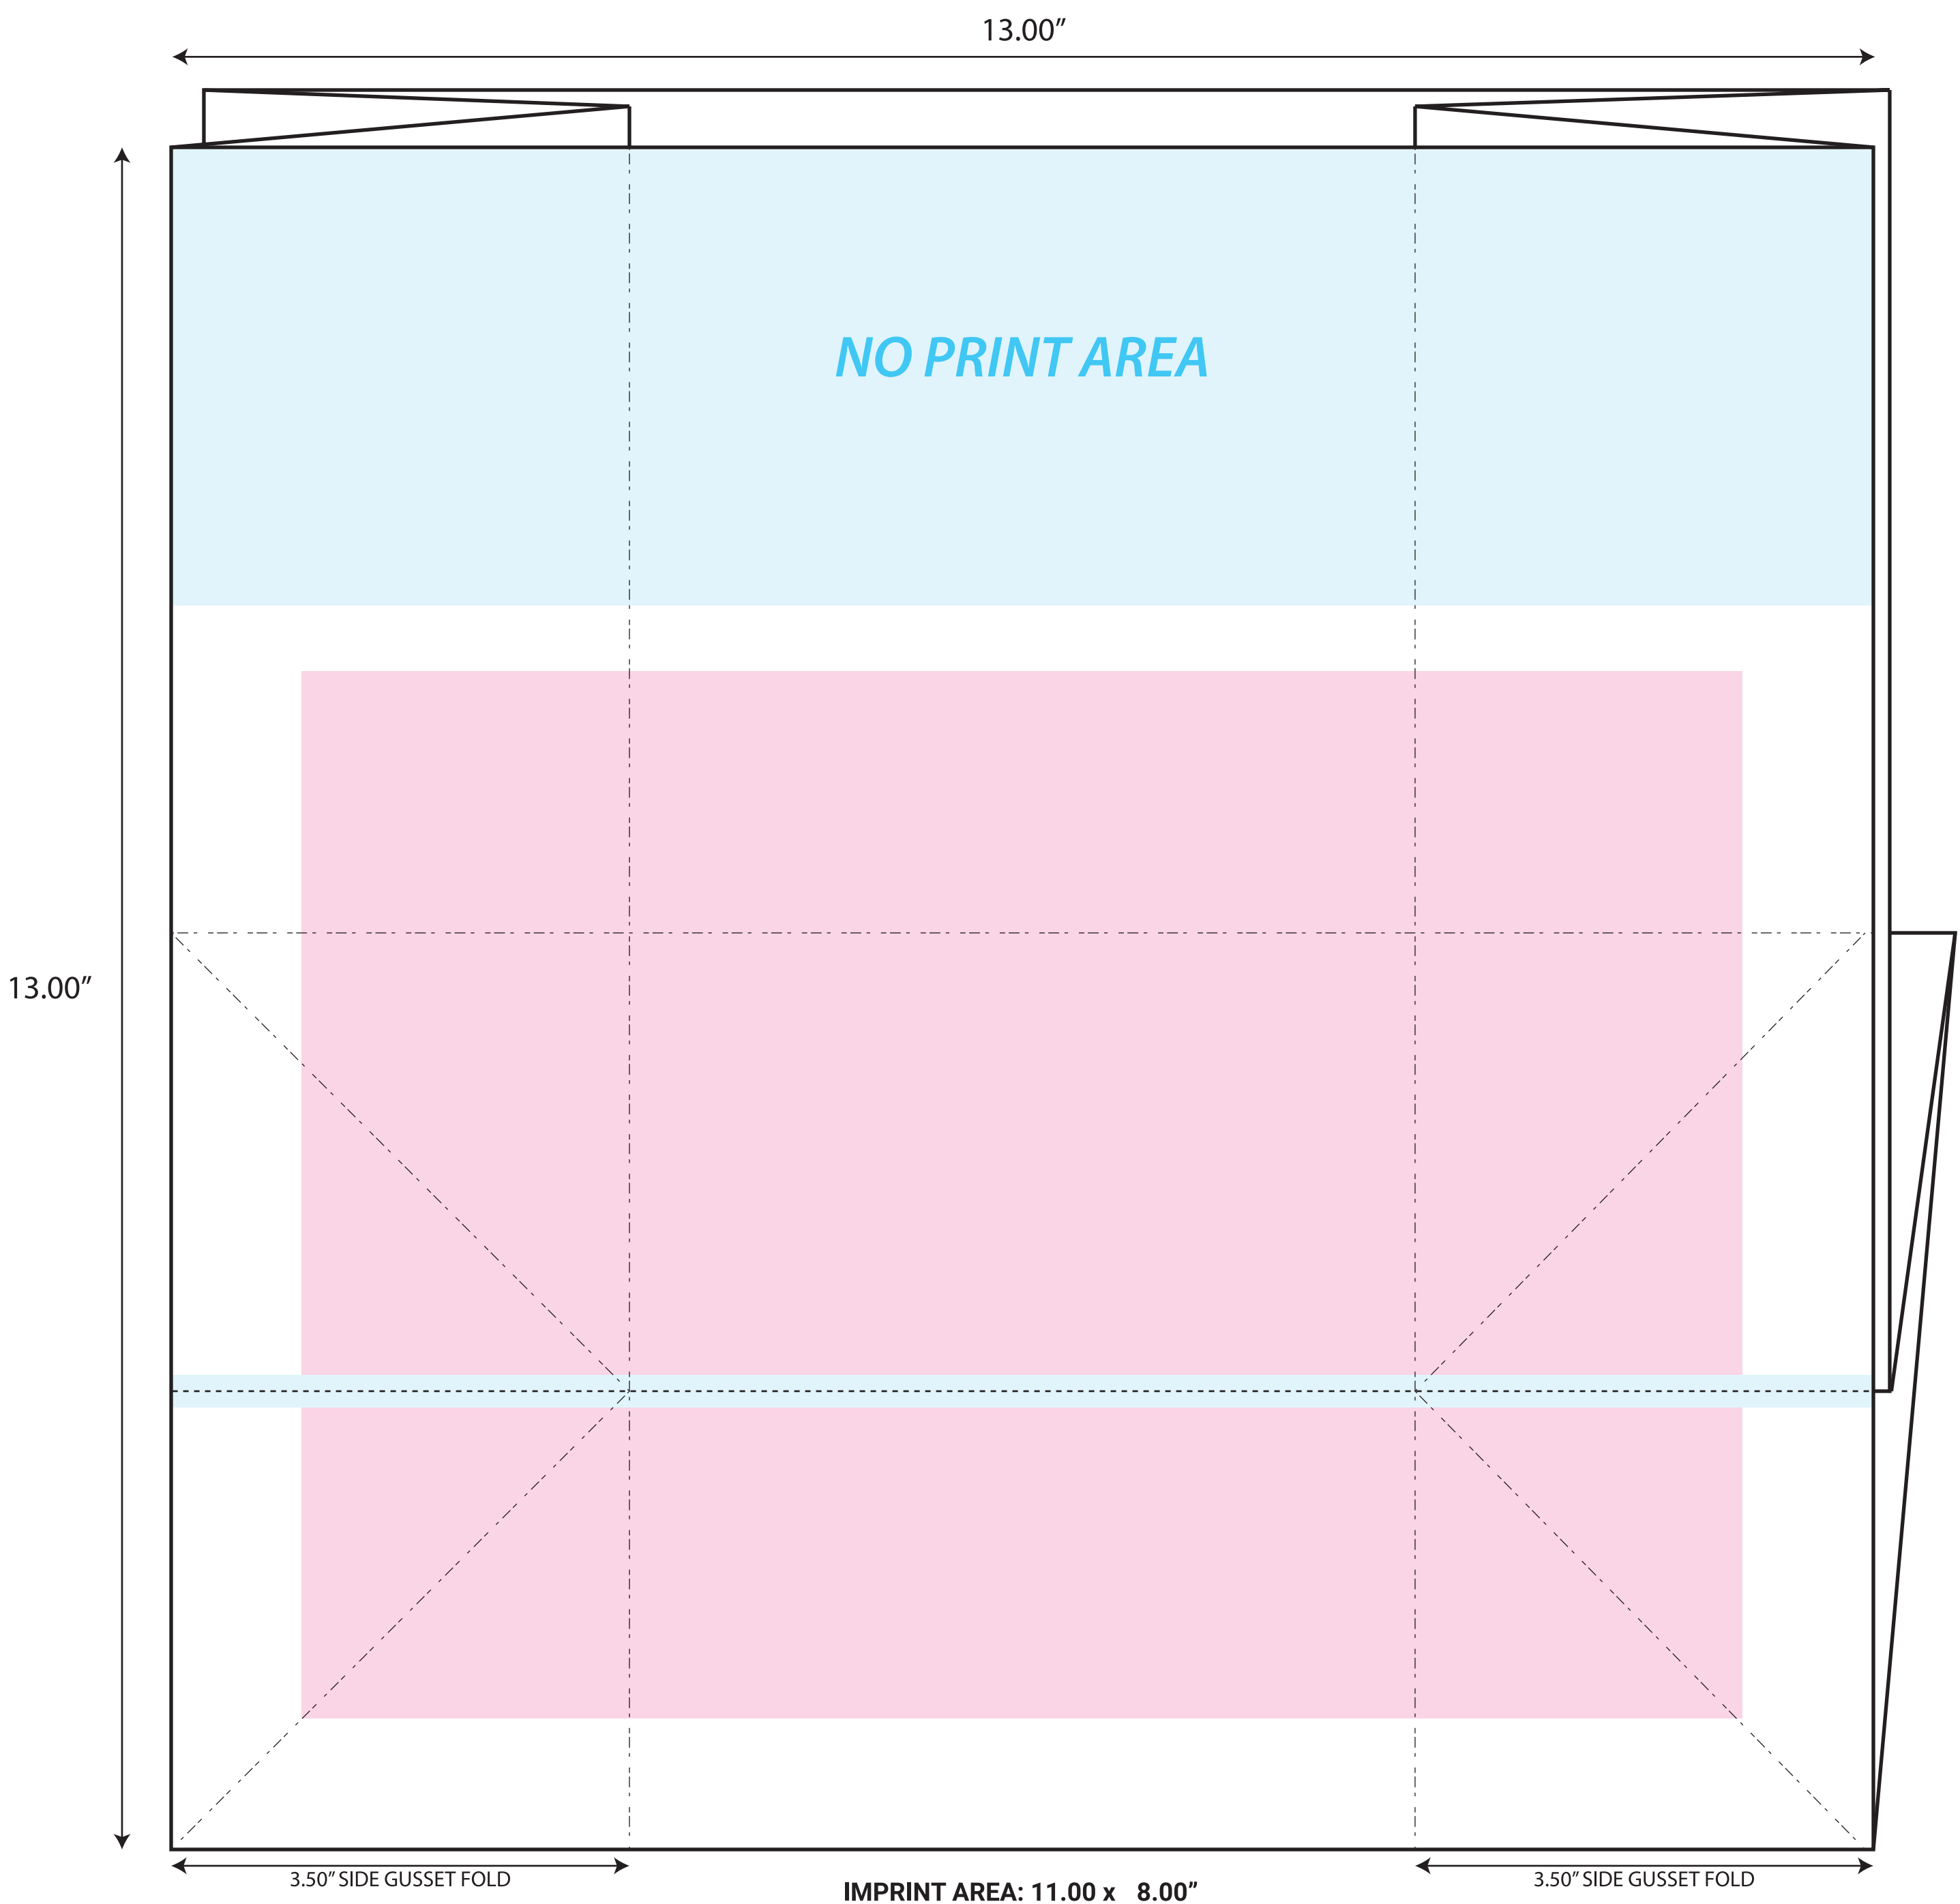 13.00”
NO PRINT AREA
13.00”
3.50” SIDE GUSSET FOLD
3.50” SIDE GUSSET FOLD
IMPRINT AREA: 11.00 x 8.00”